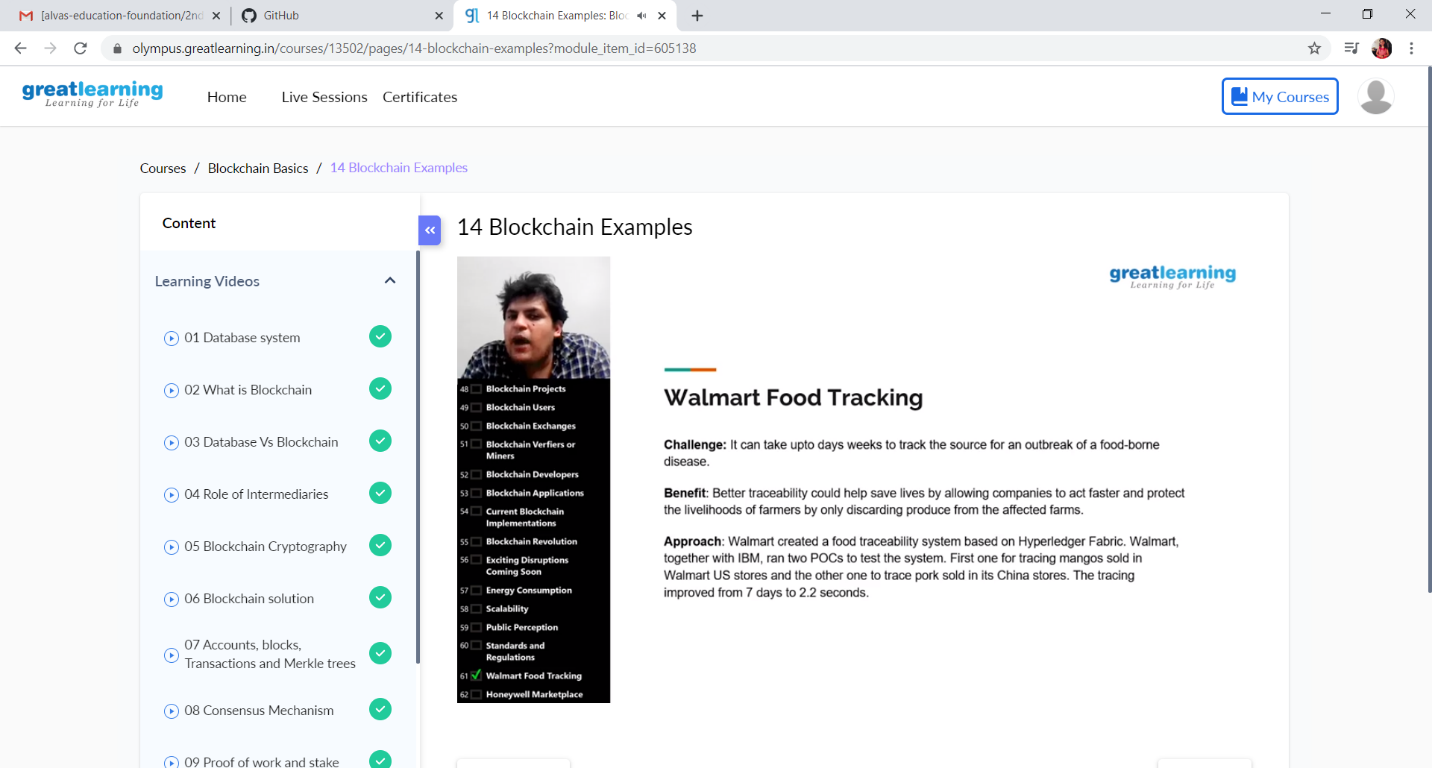 [alvas-education-foundation/2nd
GitHub
14 Blockchain Examples: Bloc
olympus.greatlearning.in/courses/13502/pages/14-blockchain-examples?module_item_id=605138
greatlearning
Learning for Life
Home
Live Sessions
Certificates
My Courses
Courses / Blockchain Basics / 14 Blockchain Examples
Content
Learning Videos
01 Database system
02 What is Blockchain
03 Database Vs Blockchain
04 Role of Intermediaries
05 Blockchain Cryptography
06 Blockchain solution
07 Accounts, blocks,
Transactions and Merkle trees
08 Consensus Mechanism
09 Proof of work and stake
14 Blockchain Examples
48 Blockchain Projects
49 Blockchain Users
50 Blockchain Exchanges
51 Blockchain Verfiers or
Miners
52 Blockchain Developers
53 Blockchain Applications
54 Current Blockchain
Implementations
55 Blockchain Revolution
56 Exciting Disruptions
Coming Soon
57 Energy Consumption
58 Scalability
59 Public Perception
60 Standards and
Regulations
61 Walmart Food Tracking
62 Honeywell Marketplace
greatlearning
Learning for Life
Walmart Food Tracking
Challenge: It can take upto days weeks to track the source for an outbreak of a food-borne
disease.
Benefit: Better traceability could help save lives by allowing companies to act faster and protect
the livelihoods of farmers by only discarding produce from the affected farms.
Approach: Walmart created a food traceability system based on Hyperledger Fabric. Walmart,
together with IBM, ran two POCs to test the system. First one for tracing mangos sold in
Walmart US stores and the other one to trace pork sold in its China stores. The tracing
improved from 7 days to 2.2 seconds.